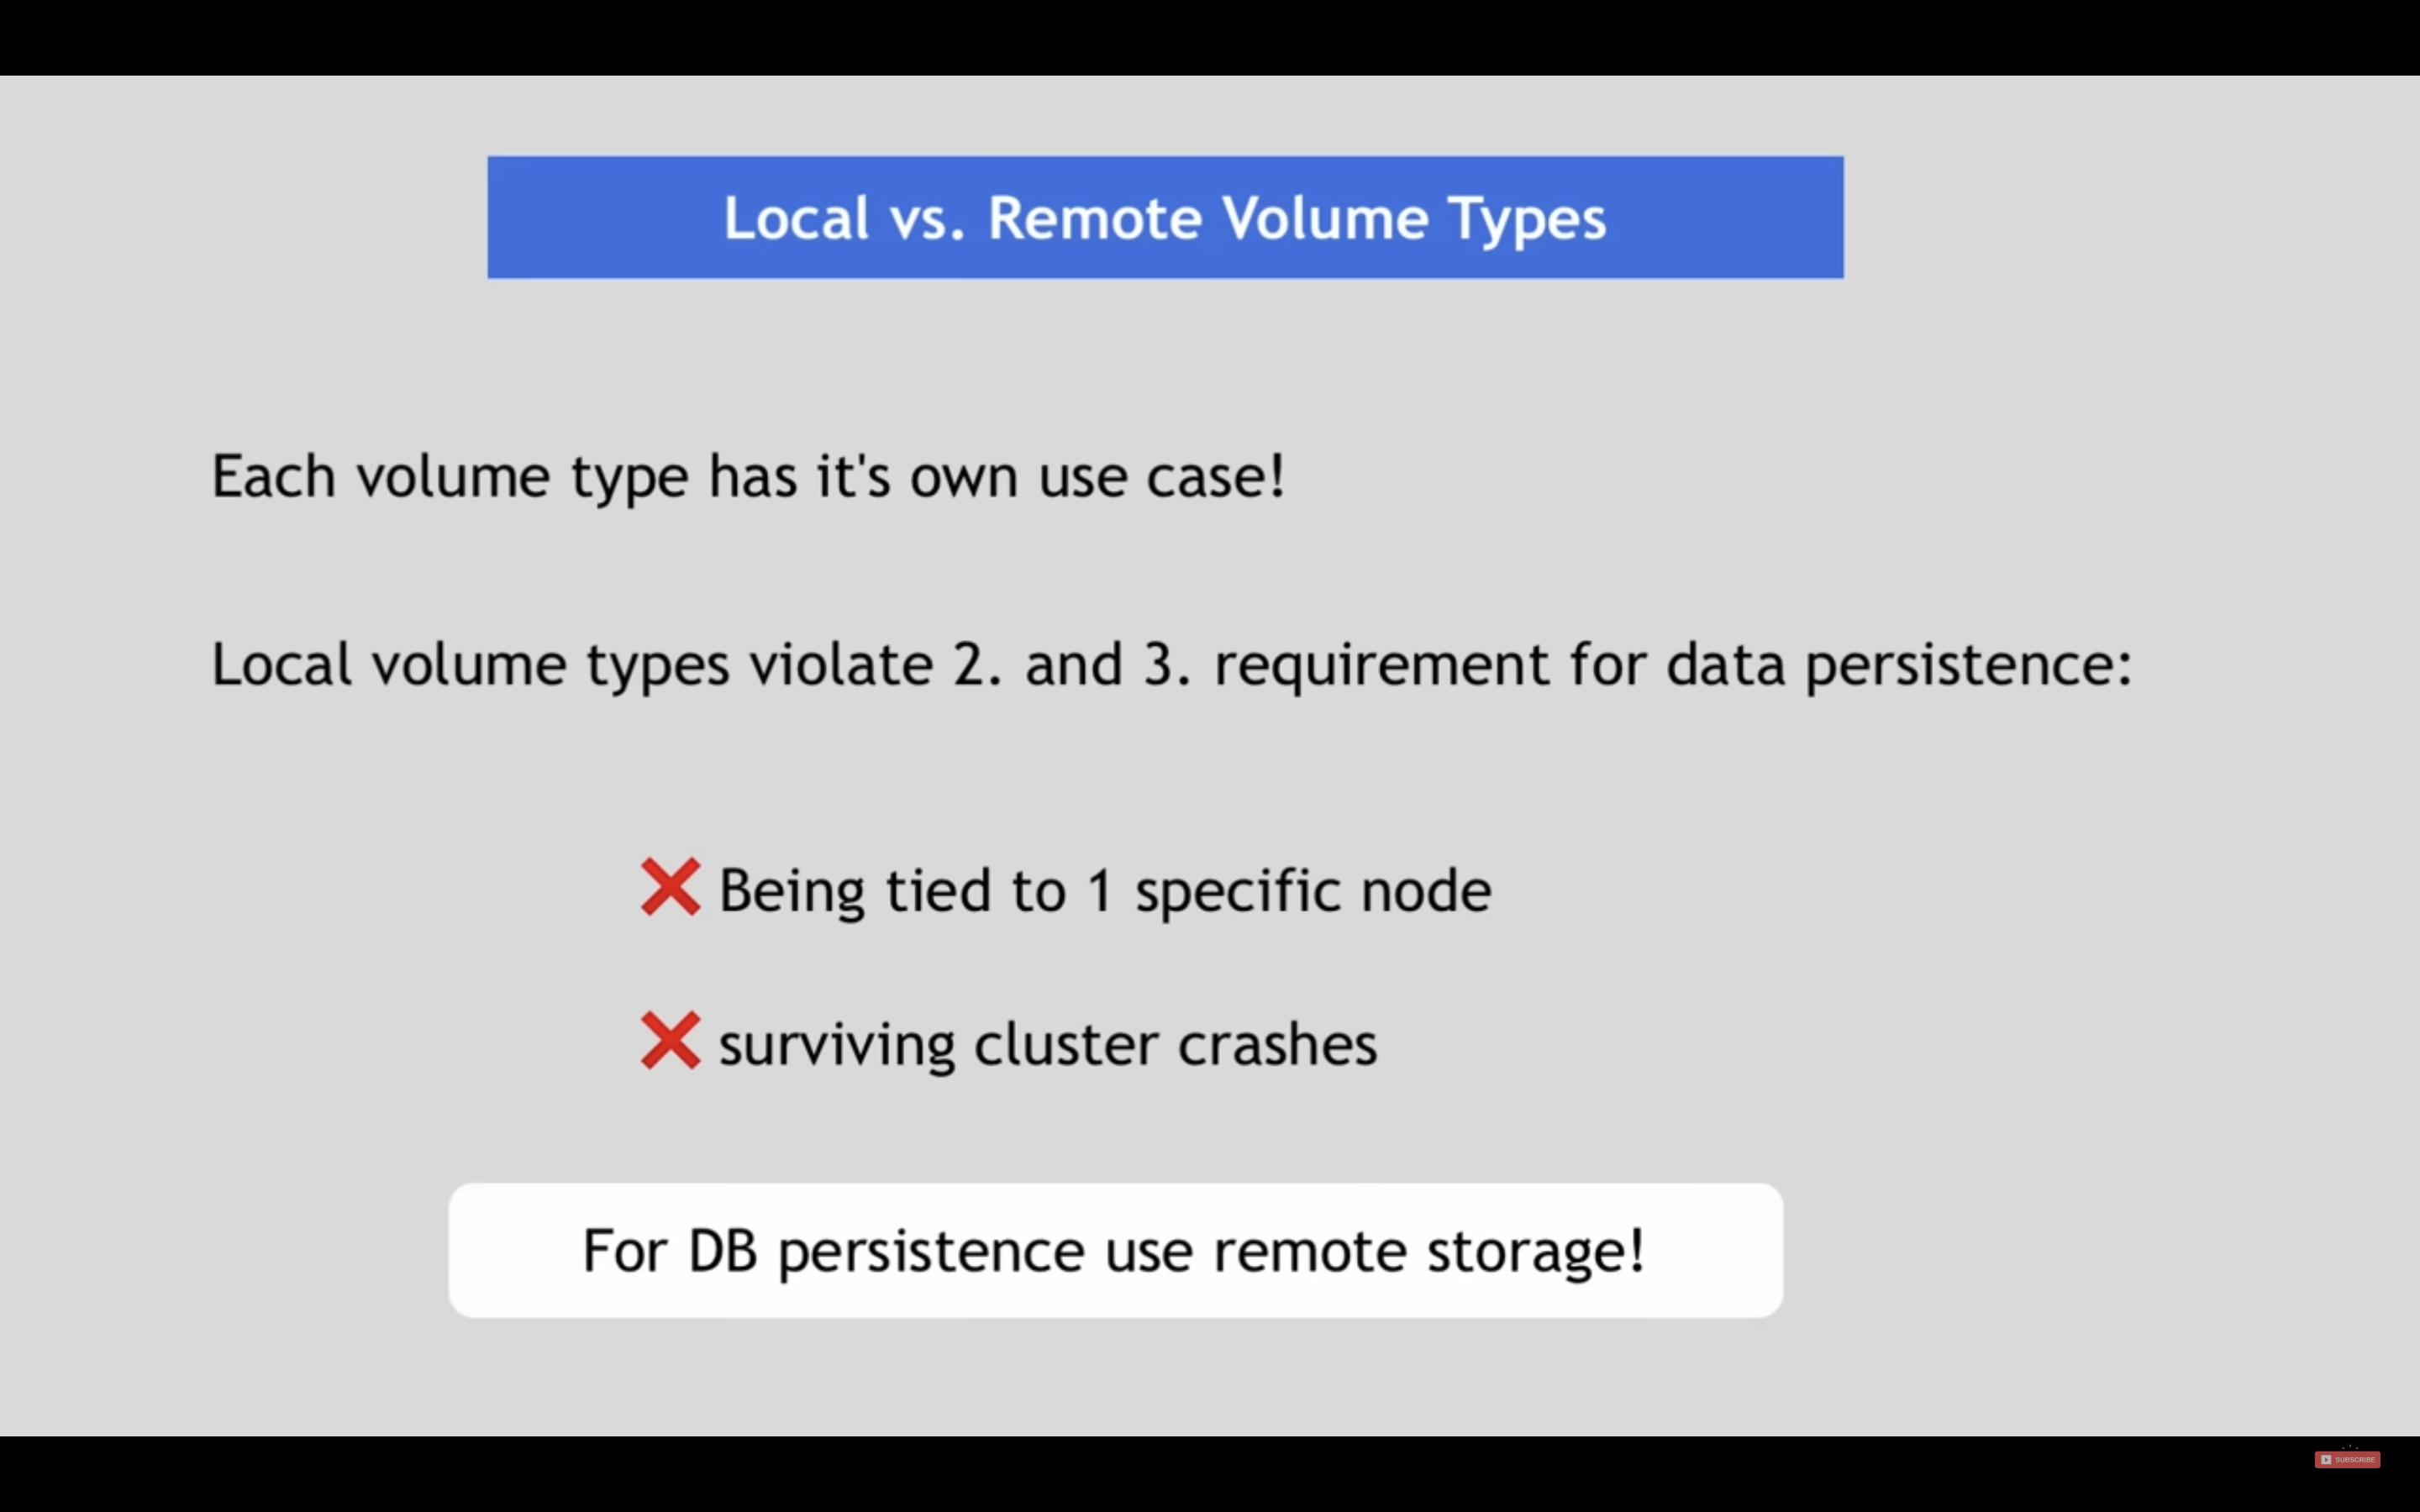 Local vs. Remote Volume Types
Each volume type has it's own use case!
Local volume types violate 2. and 3. requirement for data persistence:
❌ Being tied to 1 specific node
❌ surviving cluster crashes
For DB persistence use remote storage!
SUBSCRIBE